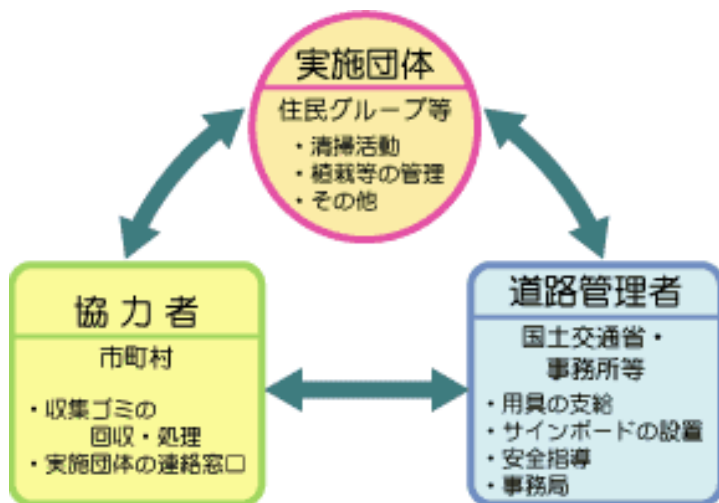 実施団体
住民グループ等
・清掃活動
・植栽等の管理
・その他
協力者
市町村
・収集ゴミの
回収・処理
・実施団体の連絡窓口
道路管理者
国土交通省・
事務所等
・用具の支給
・サインボードの設置
・安全指導
・事務局